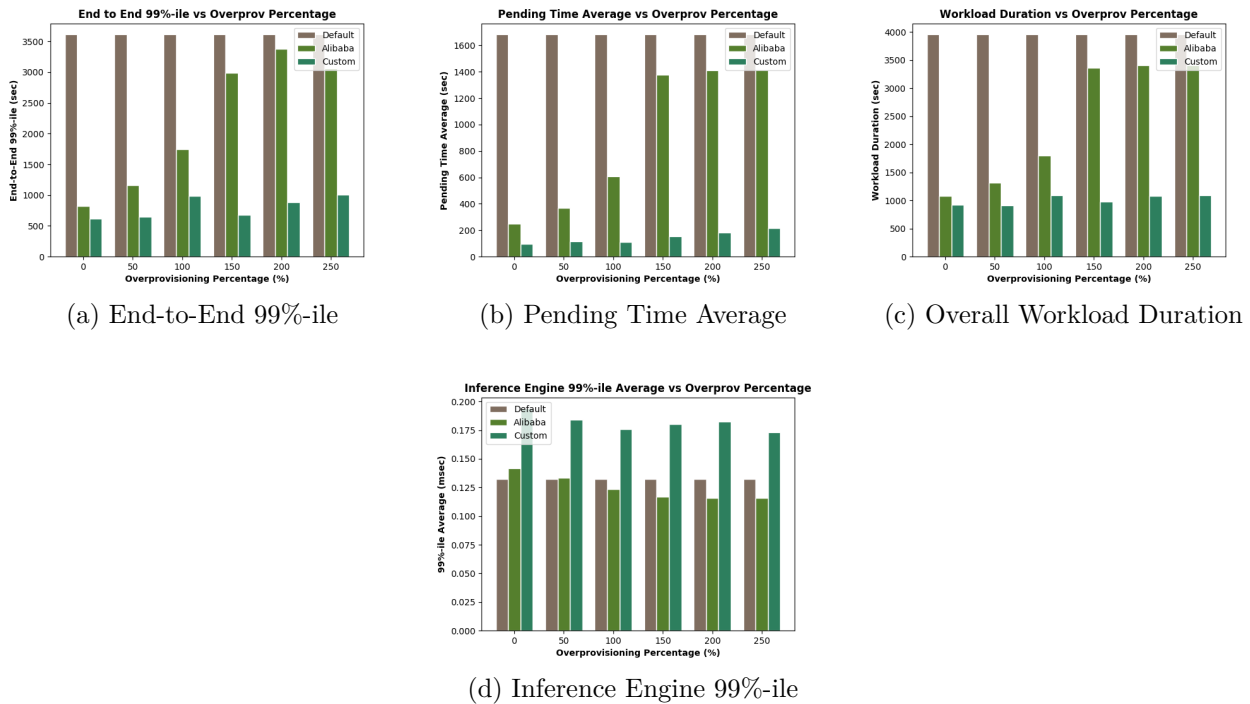 End to End 99%-ile vs Overprov Percentage
End-to-End 99%-ile (sec)
3500
3000
2500
2000
1500
1000
500
0
Default
Alibaba
Custom
0 50 100 150 200 250
Overprovisioning Percentage (%)
(a) End-to-End 99%-ile
Pending Time Average vs Overprov Percentage
Pending Time Average (sec)
1600
1400
1200
1000
800
600
400
200
0
Default
Alibaba
Custom
0 50 100 150 200 250
Overprovisioning Percentage (%)
(b) Pending Time Average
Workload Duration vs Overprov Percentage
Workload Duration (sec)
4000
3500
3000
2500
2000
1500
1000
500
0
Default
Alibaba
Custom
0 50 100 150 200 250
Overprovisioning Percentage (%)
(c) Overall Workload Duration
Inference Engine 99%-ile Average vs Overprov Percentage
99%-ile Average (msec)
0.200
0.175
0.150
0.125
0.100
0.075
0.050
0.025
0.000
Default
Alibaba
Custom
0 50 100 150 200 250
Overprovisioning Percentage (%)
(d) Inference Engine 99%-ile